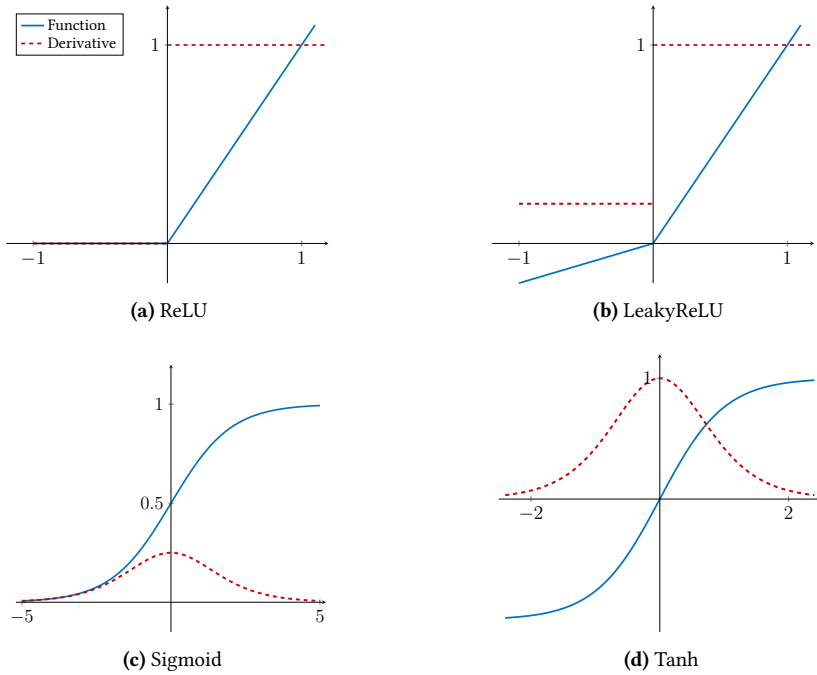 Function
Derivative
1
−1
1
(a) ReLU
1
−1
1
(b) LeakyReLU
1
0.5
−5
5
(c) Sigmoid
1
−2
2
(d) Tanh